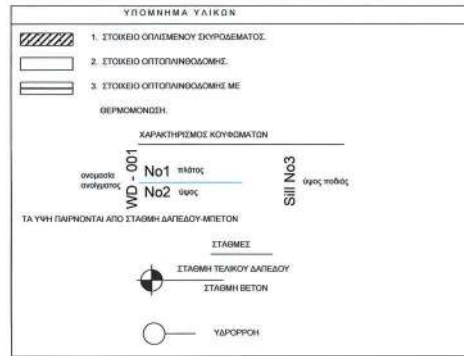 ΥΠΟΜΝΗΜΑ ΥΛΙΚΩΝ
1. ΣΤΟΙΧΕΙΟ ΟΠΛΙΣΜΕΝΟΥ ΣΚΥΡΟΔΕΜΑΤΟΣ.
2. ΣΤΟΙΧΕΙΟ ΟΠΤΟΠΛΙΝΘΟΔΟΜΗΣ.
3. ΣΤΟΙΧΕΙΟ ΟΠΤΟΠΛΙΝΘΟΔΟΜΗΣ ΜΕ
ΘΕΡΜΟΜΟΝΩΣΗ.
ΧΑΡΑΚΤΗΡΙΣΜΟΣ ΚΟΥΦΩΜΑΤΩΝ
ονομασία
ανοίγματος
WD - 001
No1 πλάτος
No2 ύψος
Sill No3
ύψος ποδιάς
ΤΑ ΥΨΗ ΠΑΙΡΝΟΝΤΑΙ ΑΠΟ ΣΤΑΘΜΗ ΔΑΠΕΔΟΥ-ΜΠΕΤΟΝ
ΣΤΑΘΜΕΣ
ΣΤΑΘΜΗ ΤΕΛΙΚΟΥ ΔΑΠΕΔΟΥ
ΣΤΑΘΜΗ ΒΕΤΟΝ
ΥΔΡΟΡΡΟΗ